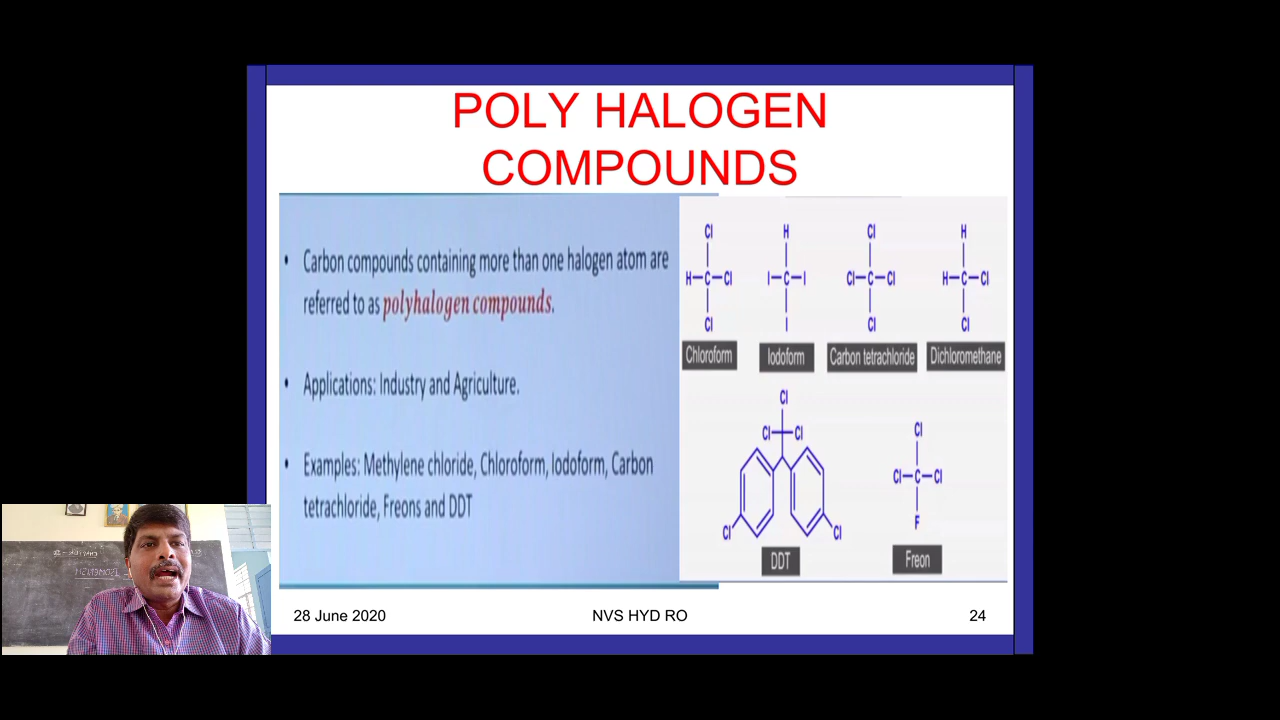 POLY HALOGEN
COMPOUNDS
• Carbon compounds containing more than one halogen atom are
referred to as polyhalogen compounds.
• Applications: Industry and Agriculture.
• Examples: Methylene chloride, Chloroform, Iodoform, Carbon
tetrachloride, Freons and DDT
Cl H Cl H
H C Cl I C I Cl C Cl H C Cl
Cl I Cl Cl
Chloroform Iodoform Carbon tetrachloride Dichloromethane
Cl
Cl Cl
Cl Cl
DDT
Cl
Cl C Cl
F
Freon
28 June 2020 NVS HYD RO 24